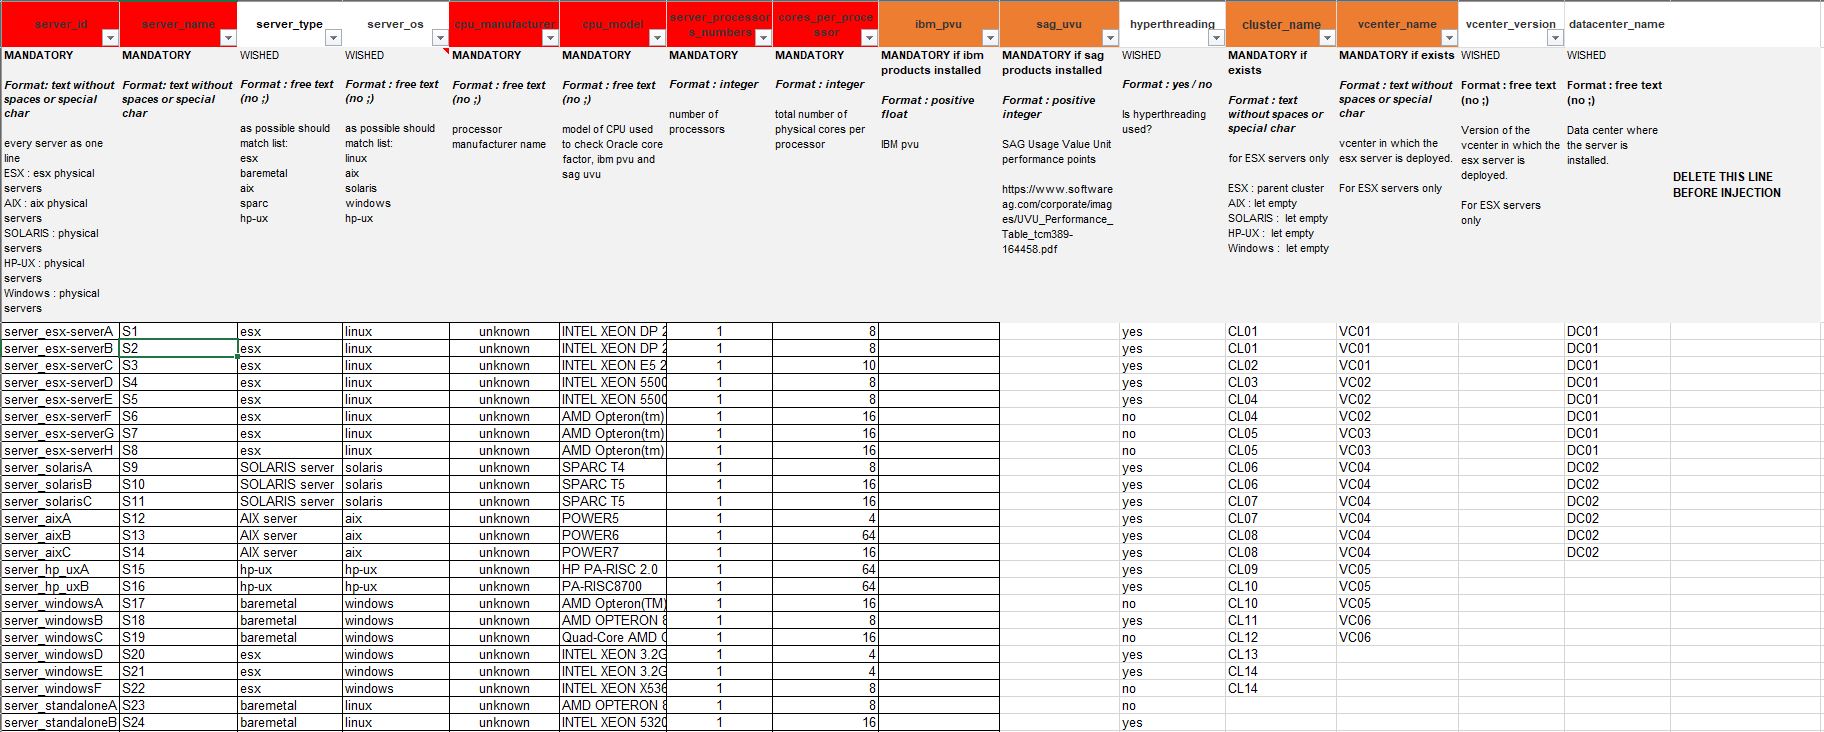 server_id server_name server_type server_os cpu_manufacturer cpu_model server_processor cores_per_proce ibm_pvu sag_uvu hyperthreading cluster_name vcenter_name vcenter_version datacenter_name
s_numbers ssor
MANDATORY
Format: text without
spaces or special
char
every server as one
line
ESX : esx physical
servers
AIX : aix physical
servers
SOLARIS : physical
servers
HP-UX : physical
servers
Windows : physical
servers
MANDATORY
Format: text without
spaces or special
char
WISHED
Format : free text
(no ;)
as possible should
match list:
esx
baremetal
aix
sparc
hp-ux
WISHED
Format : free text
(no ;)
as possible should
match list:
linux
aix
solaris
windows
hp-ux
MANDATORY
Format : free text
(no ;)
processor
manufacturer name
MANDATORY
Format : free text
(no ;)
model of CPU used
to check Oracle core
factor, ibm pvu and
sag uvu
MANDATORY
Format : integer
number of
processors
MANDATORY
Format : integer
total number of
physical cores per
processor
MANDATORY if ibm
products installed
Format : positive
float
IBM pvu
MANDATORY if sag
products installed
Format : positive
integer
SAG Usage Value Unit
performance points
https://www.software
ag.com/corporate/imag
es/UVU_Performance_
Table_tcm389-
164458.pdf
WISHED
Format : yes / no
Is hyperthreading
used?
MANDATORY if
exists
Format : text
without spaces or
special char
for ESX servers only
ESX : parent cluster
AIX : let empty
SOLARIS : let empty
HP-UX : let empty
Windows : let empty
MANDATORY if exists
Format : text without
spaces or special
char
vcenter in which the
esx server is deployed.
For ESX servers only
WISHED
Format : free text
(no ;)
Version of the
vcenter in which the
esx server is
deployed.
For ESX servers
only
WISHED
Format : free text
(no ;)
Data center where
the server is
installed.
DELETE THIS LINE
BEFORE INJECTION
server_esx-serverA S1 esx linux unknown INTEL XEON DP 2 1 8 yes CL01 VC01 DC01
server_esx-serverB S2 esx linux unknown INTEL XEON DP 2 1 8 yes CL01 VC01 DC01
server_esx-serverC S3 esx linux unknown INTEL XEON E5 2 1 10 yes CL02 VC01 DC01
server_esx-serverD S4 esx linux unknown INTEL XEON 5500 1 8 yes CL03 VC02 DC01
server_esx-serverE S5 esx linux unknown INTEL XEON 5500 1 8 yes CL04 VC02 DC01
server_esx-serverF S6 esx linux unknown AMD Opteron(tm) 1 16 no CL04 VC02 DC01
server_esx-serverG S7 esx linux unknown AMD Opteron(tm) 1 16 no CL05 VC03 DC01
server_esx-serverH S8 esx linux unknown AMD Opteron(tm) 1 16 no CL05 VC03 DC01
server_solarisA S9 SOLARIS server solaris unknown SPARC T4 1 8 yes CL06 VC04 DC02
server_solarisB S10 SOLARIS server solaris unknown SPARC T5 1 16 yes CL06 VC04 DC02
server_solarisC S11 SOLARIS server solaris unknown SPARC T5 1 16 yes CL07 VC04 DC02
server_aixA S12 AIX server aix unknown POWER5 1 4 yes CL07 VC04 DC02
server_aixB S13 AIX server aix unknown POWER6 1 64 yes CL08 VC04 DC02
server_aixC S14 AIX server aix unknown POWER7 1 16 yes CL08 VC04 DC02
server_hp_uxA S15 hp-ux hp-ux unknown HP PA-RISC 2.0 1 64 yes CL09 VC05
server_hp_uxB S16 hp-ux hp-ux unknown PA-RISC8700 1 64 yes CL10 VC05
server_windowsA S17 baremetal windows unknown AMD Opteron(TM) 1 16 no CL10 VC05
server_windowsB S18 baremetal windows unknown AMD OPTERON 8 1 8 yes CL11 VC06
server_windowsC S19 baremetal windows unknown Quad-Core AMD 1 16 no CL12 VC06
server_windowsD S20 esx windows unknown INTEL XEON 3.2G 1 4 yes CL13
server_windowsE S21 esx windows unknown INTEL XEON 3.2G 1 4 yes CL14
server_windowsF S22 esx windows unknown INTEL XEON X536 1 8 no CL14
server_standaloneA S23 baremetal linux unknown AMD OPTERON 8 1 8 no
server_standaloneB S24 baremetal linux unknown INTEL XEON 5320 1 16 yes